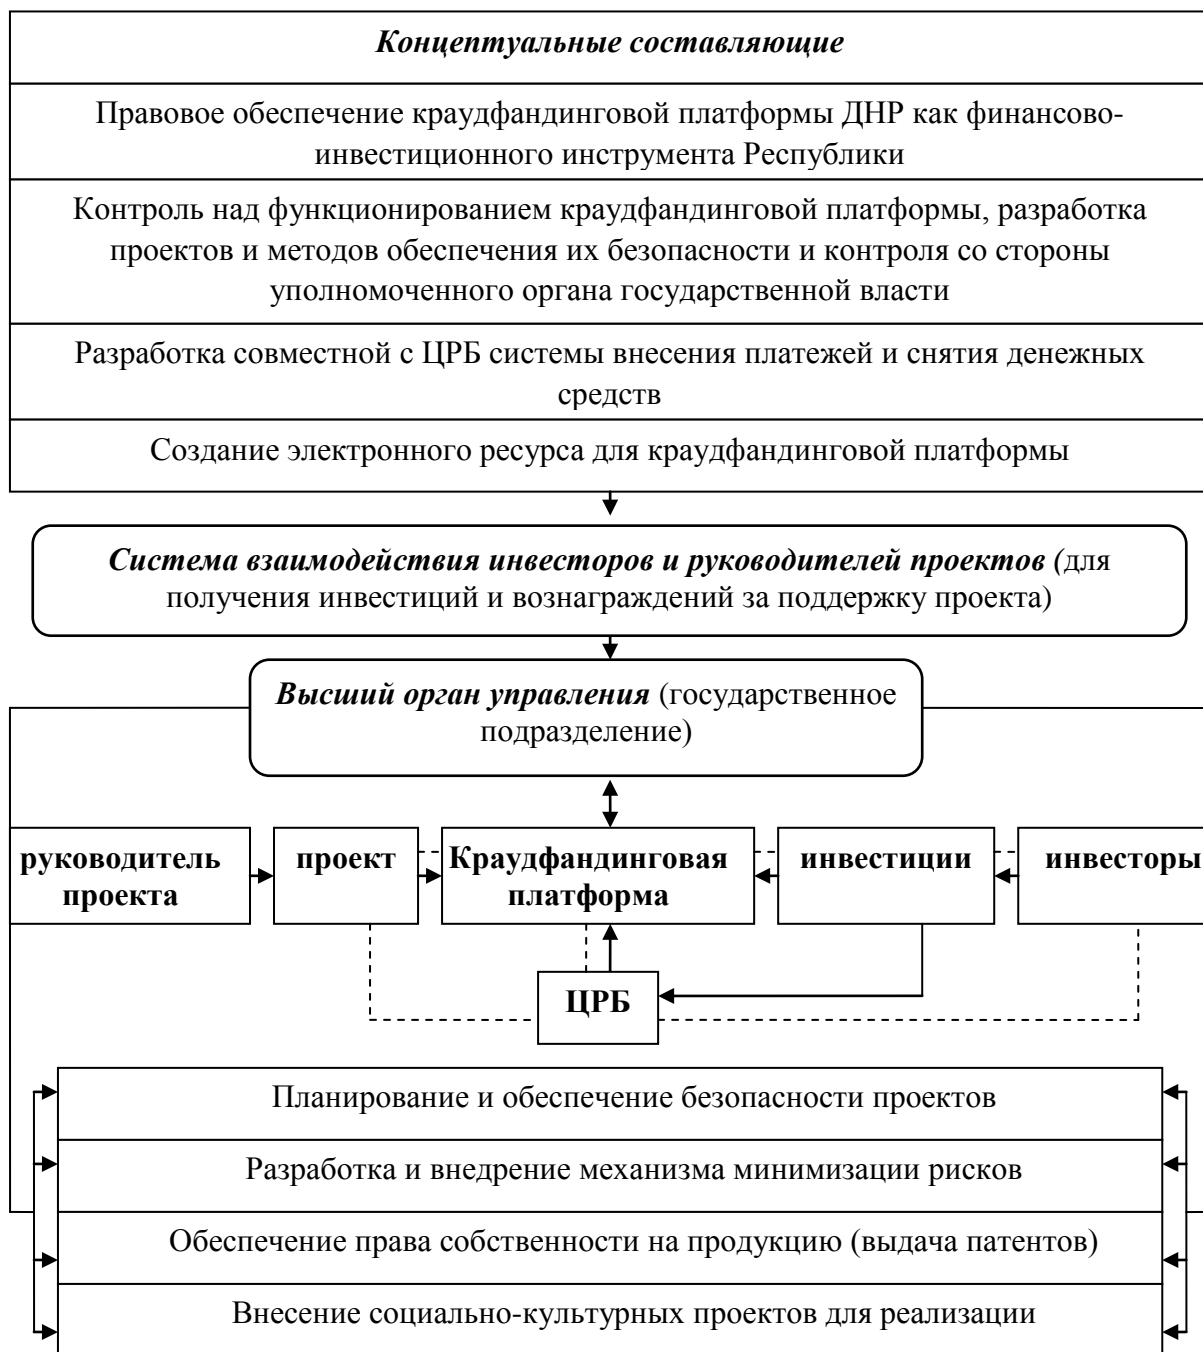 Концептуальные составляющие
Правовое обеспечение краудфандинговой платформы ДНР как финансово-
инвестиционного инструмента Республики
Контроль над функционированием краудфандинговой платформы, разработка
проектов и методов обеспечения их безопасности и контроля со стороны
уполномоченного органа государственной власти
Разработка совместной с ЦРБ системы внесения платежей и снятия денежных
средств
Создание электронного ресурса для краудфандинговой платформы
Система взаимодействия инвесторов и руководителей проектов (для
получения инвестиций и вознаграждений за поддержку проекта)
Высший орган управления (государственное
подразделение)
руководитель
проекта
проект
Краудфандинговая
платформа
инвестиции
инвесторы
ЦРБ
Планирование и обеспечение безопасности проектов
Разработка и внедрение механизма минимизации рисков
Обеспечение права собственности на продукцию (выдача патентов)
Внесение социально-культурных проектов для реализации